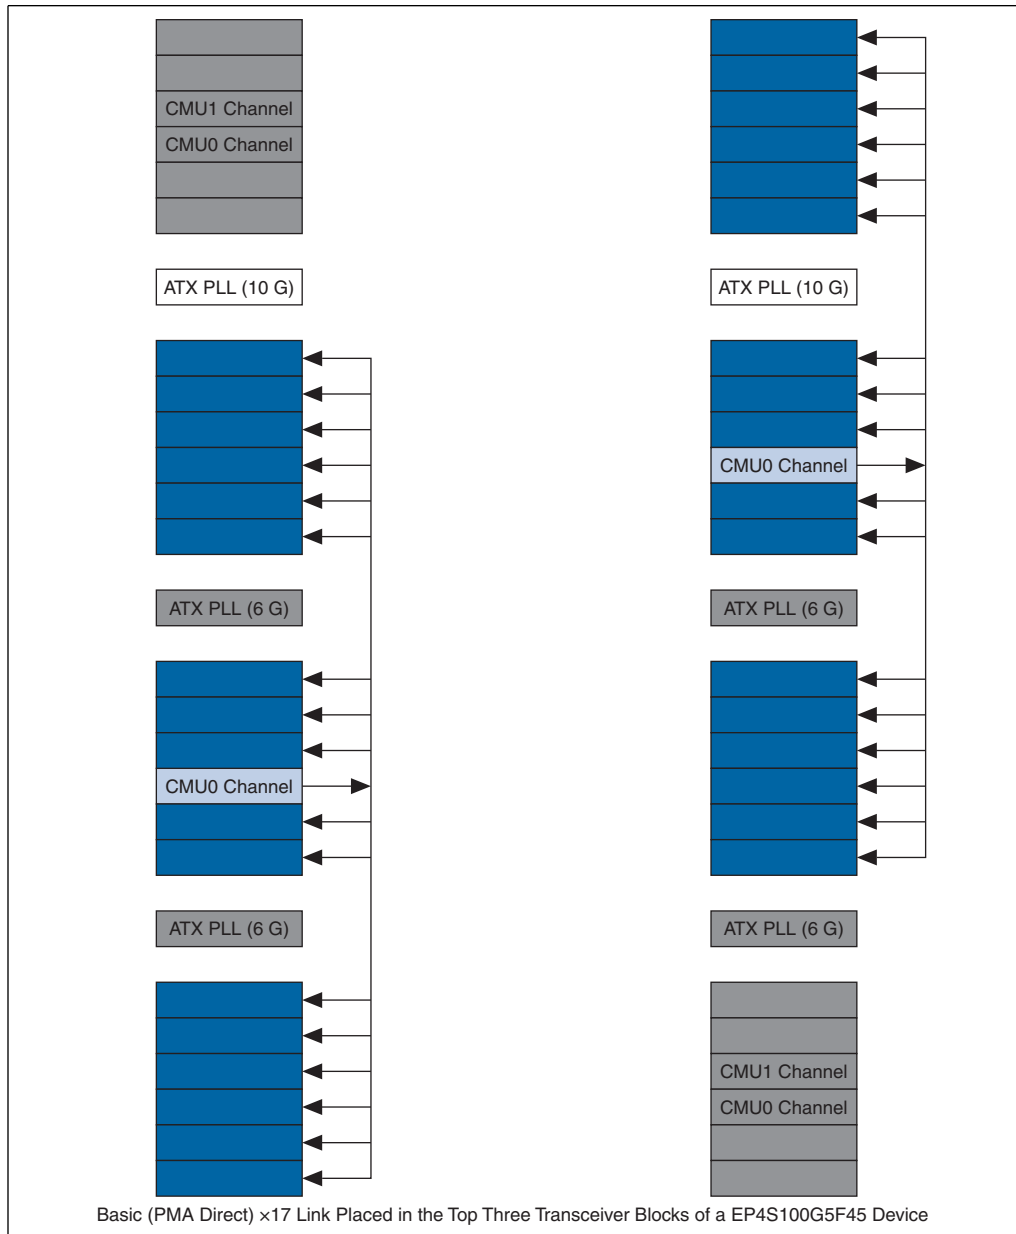 CMU1 Channel
CMU0 Channel
ATX PLL (10 G)
CMU0 Channel
ATX PLL (6 G)
ATX PLL (6 G)
ATX PLL (10 G)
CMU0 Channel
ATX PLL (6 G)
ATX PLL (6 G)
CMU1 Channel
CMU0 Channel
Basic (PMA Direct) ×17 Link Placed in the Top Three Transceiver Blocks of a EP4S100G5F45 Device